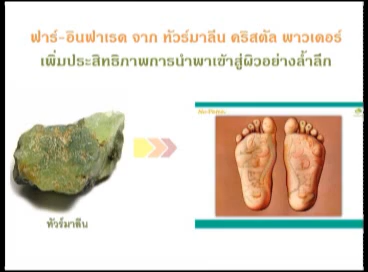 ฟาร์-อินฟาเรด จาก ทัวร์มาลีน คริสตัล พาวเดอร์
เพิ่มประสิทธิภาพการนำพาเข้าสู่ผิวอย่างล้ำลึก
ทัวร์มาลีน